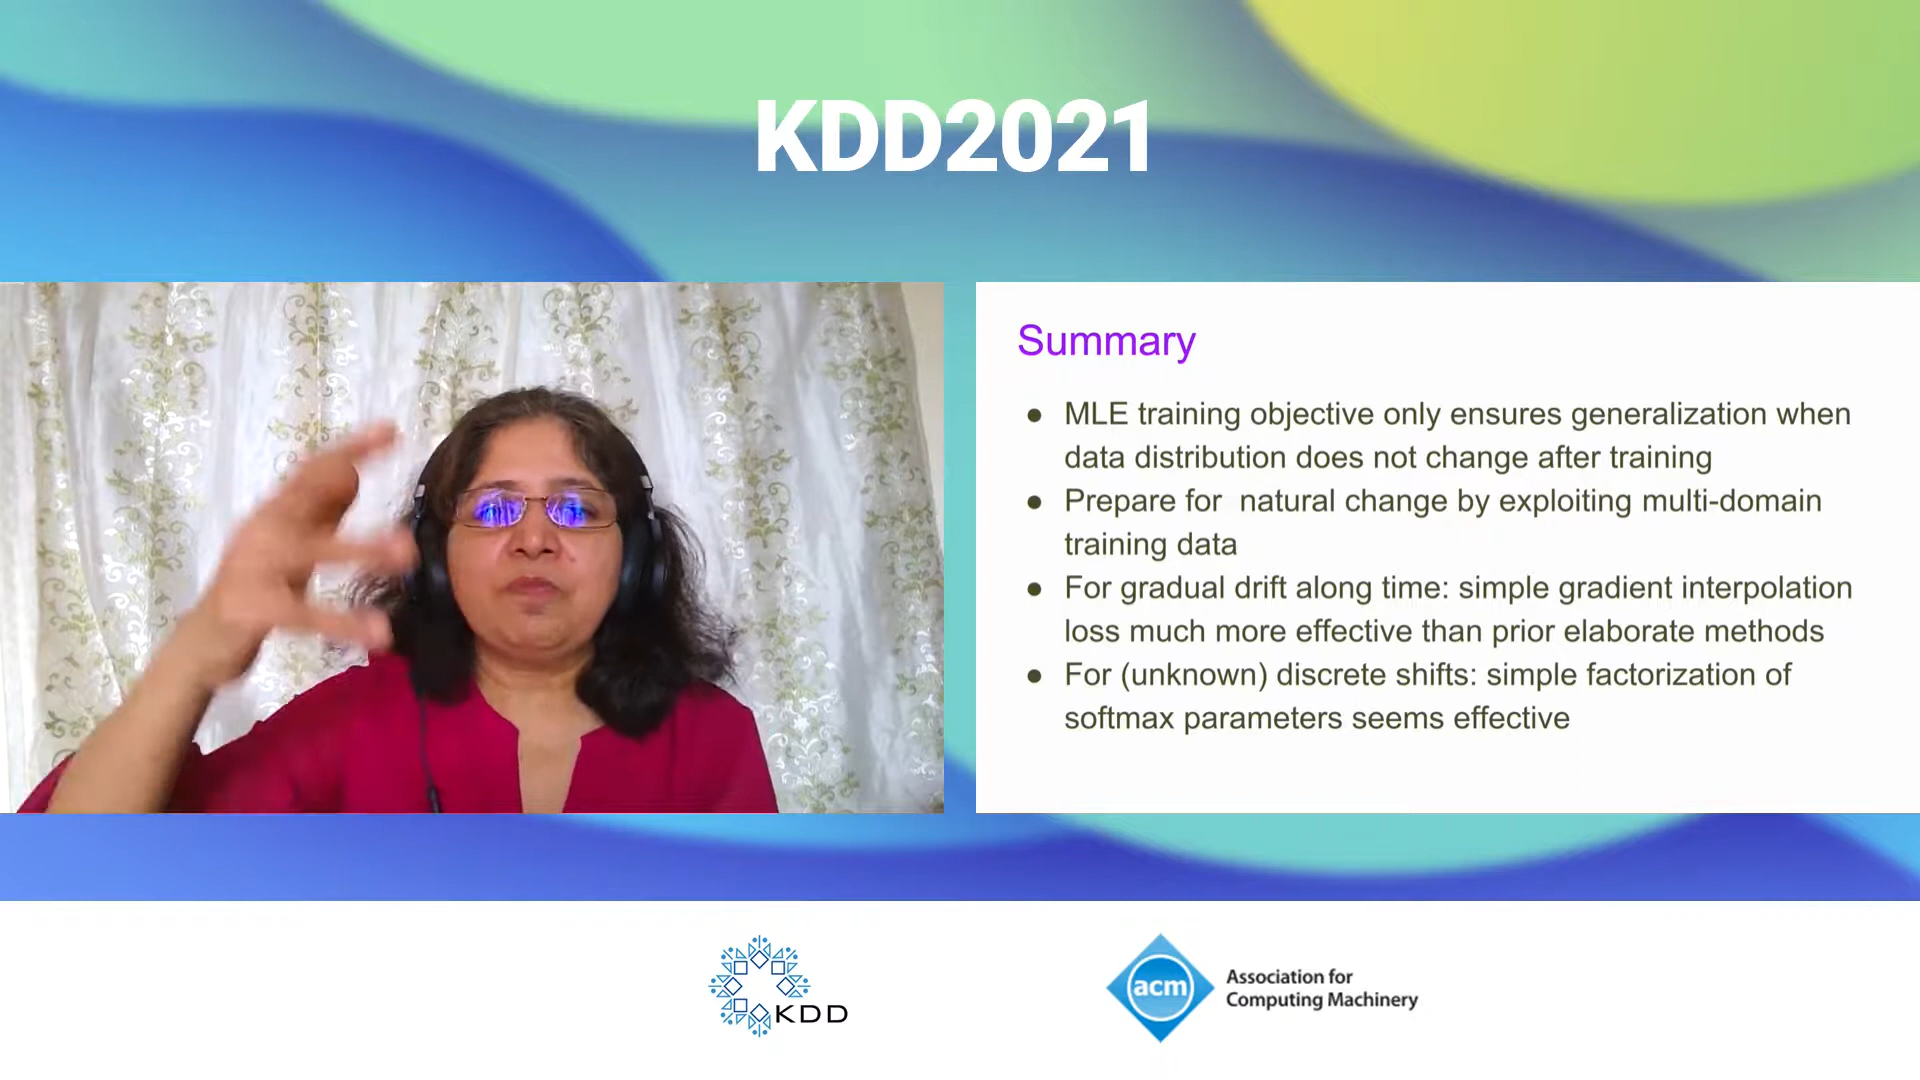 KDD2021
Summary
● MLE training objective only ensures generalization when
data distribution does not change after training
● Prepare for  natural change by exploiting multi-domain
training data
● For gradual drift along time: simple gradient interpolation
loss much more effective than prior elaborate methods
● For (unknown) discrete shifts: simple factorization of
softmax parameters seems effective
KDD
acm
Association for
Computing Machinery